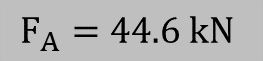 F_A = 44.6 kN